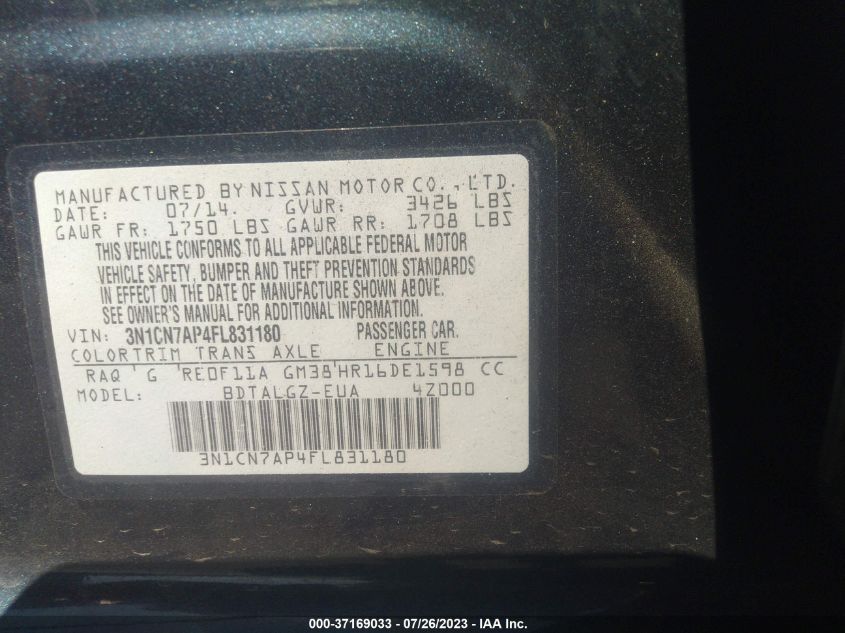 MANUFACTURED BY NISSAN MOTOR CO., LTD.
DATE: 07/14. GVWR: 3426 LBS
GAWR FR: 1750 LBS GAWR RR: 1708 LBS
THIS VEHICLE CONFORMS TO ALL APPLICABLE FEDERAL MOTOR
VEHICLE SAFETY, BUMPER AND THEFT PREVENTION STANDARDS
IN EFFECT ON THE DATE OF MANUFACTURE SHOWN ABOVE.
SEE OWNER'S MANUAL FOR ADDITIONAL INFORMATION.
VIN: 3N1CN7AP4FL831180 PASSENGER CAR.
COLOR TRIM TRANS AXLE ENGINE
RAQ ' G ' RE0F11A GM38 ' HR16DE1598 CC
MODEL: BDTALGZ-EUA 4Z000
3N1CN7AP4FL831180
000-37169033 - 07/26/2023 - IAA Inc.